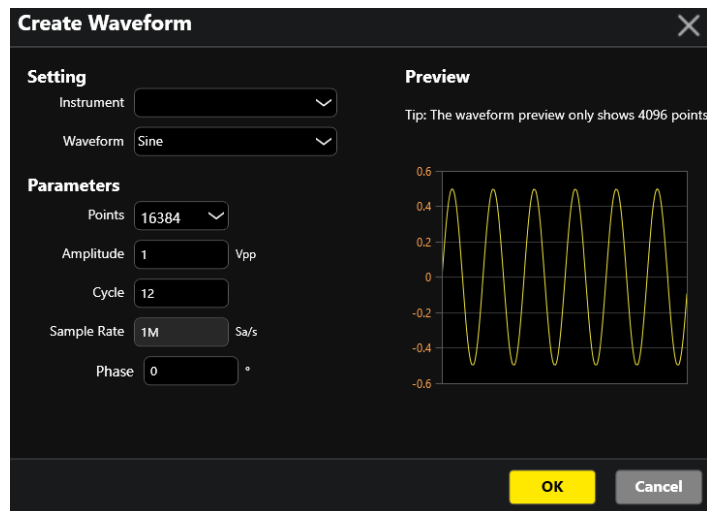 Create Waveform
Setting
Instrument
Waveform Sine
Parameters
Points 16384
Amplitude 1 Vpp
Cycle 12
Sample Rate 1M Sa/s
Phase 0 °
Preview
Tip: The waveform preview only shows 4096 points
0.6
0.4
0.2
0
-0.2
-0.4
-0.6
OK Cancel